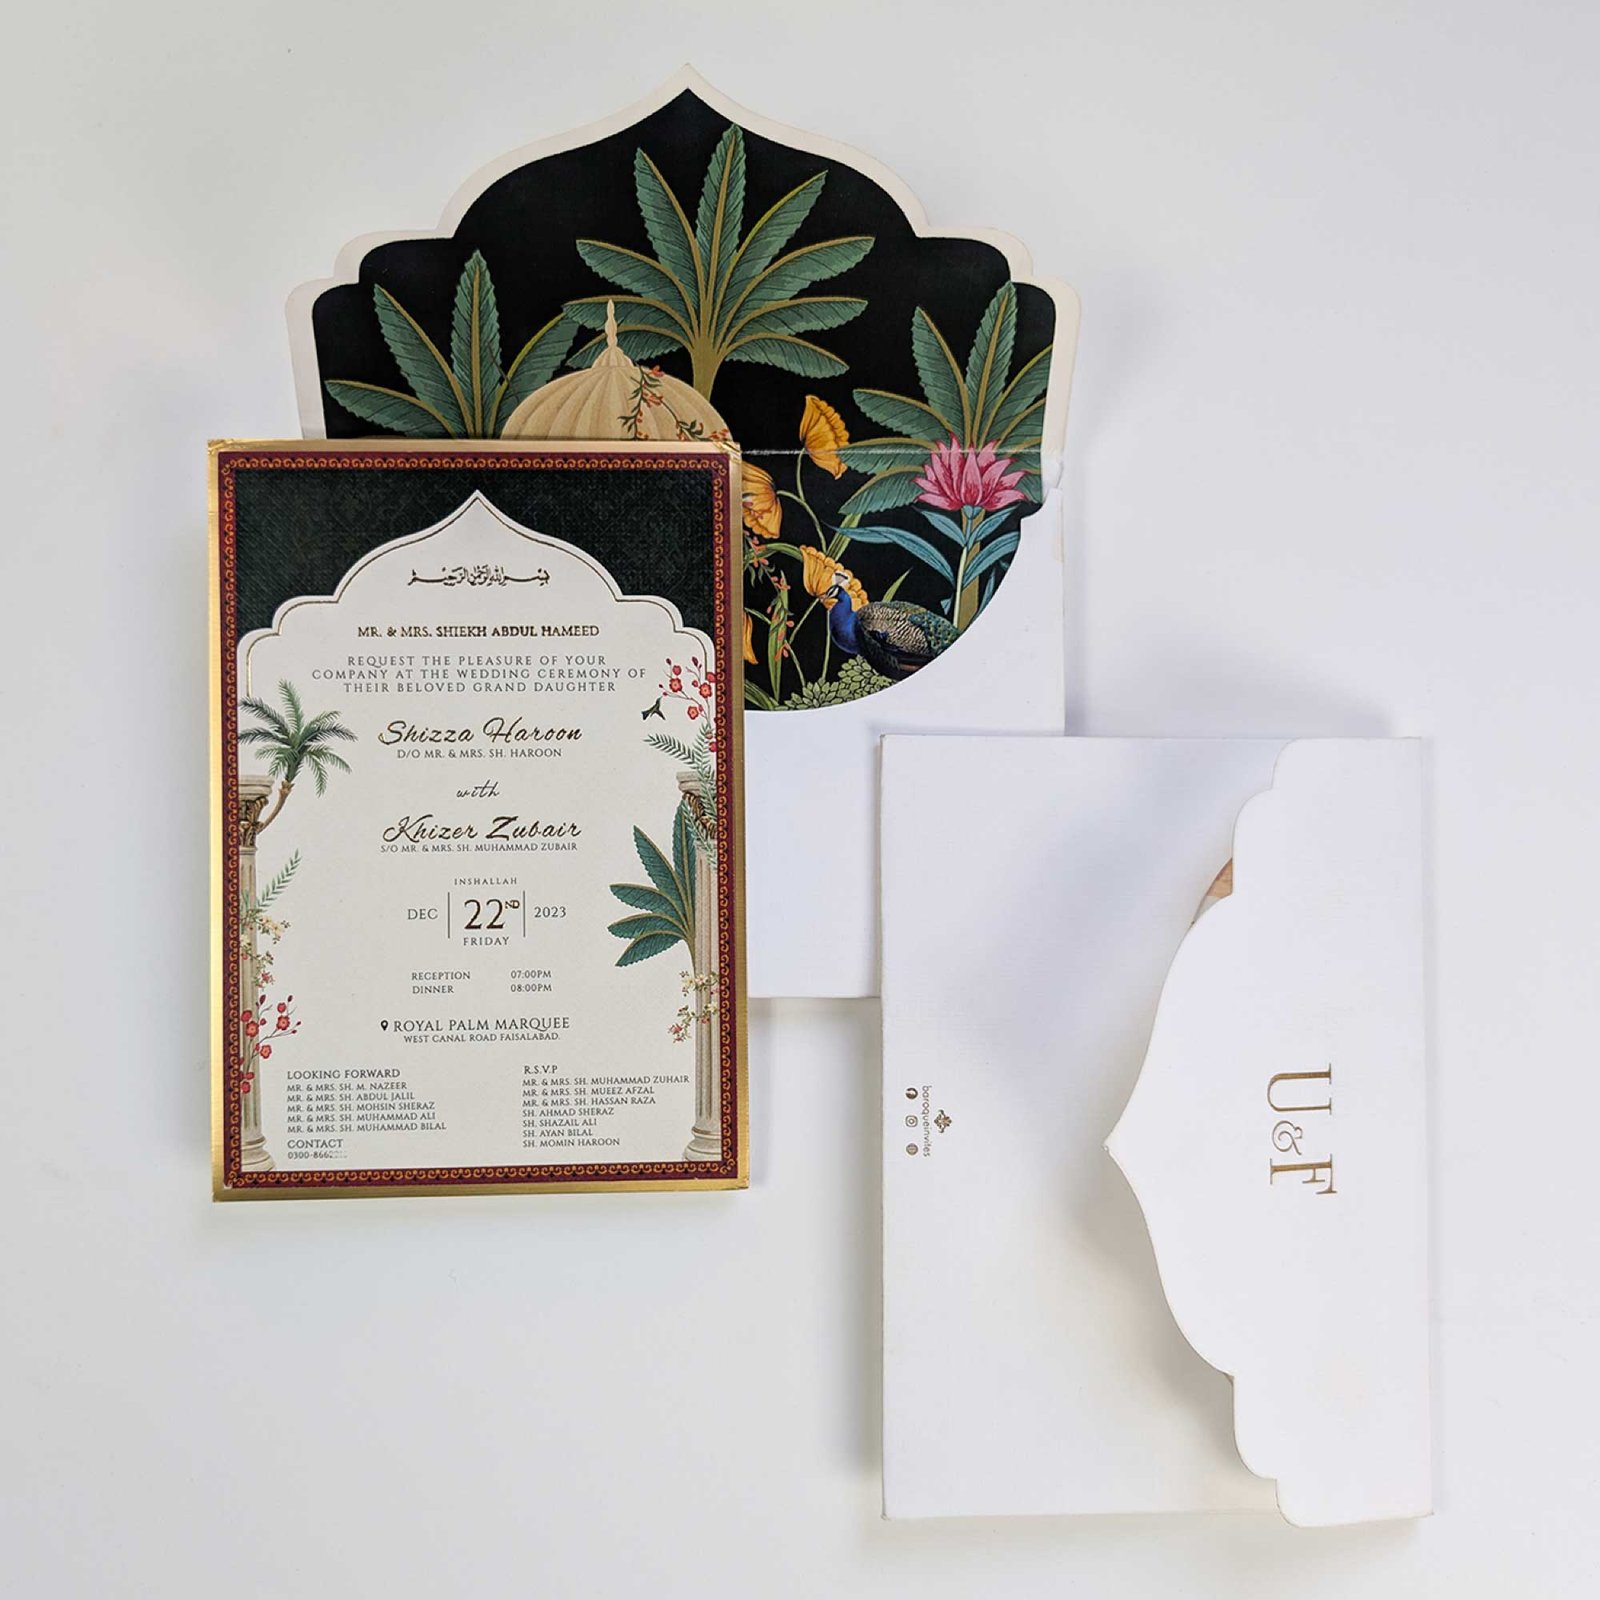 بسم الله الرحمن الرحيم
MR. & MRS. SHIEKH ABDUL HAMEED
REQUEST THE PLEASURE OF YOUR
COMPANY AT THE WEDDING CEREMONY OF
THEIR BELOVED GRAND DAUGHTER
Shizza Haroon
D/O MR. & MRS. SH. HAROON
with
Khizer Zubair
S/O MR. & MRS. SH. MUHAMMAD ZUBAIR
INSHALLAH
DEC 22ND 2023
FRIDAY
RECEPTION 07:00PM
DINNER 08:00PM
ROYAL PALM MARQUEE
WEST CANAL ROAD FAISALABAD.
LOOKING FORWARD
MR. & MRS. SH. M. NAZEER
MR. & MRS. SH. ABDUL JALIL
MR. & MRS. SH. MOHSIN SHERAZ
MR. & MRS. SH. MUHAMMAD ALI
MR. & MRS. SH. MUHAMMAD BILAL
CONTACT
R.S.V.P
MR. & MRS. SH. MUHAMMAD ZUHAIR
MR. & MRS. SH. MUEEZ AFZAL
MR. & MRS. SH. HASSAN RAZA
SH. AHMAD SHERAZ
SH. SHAZAIL ALI
SH. AYAN BILAL
SH. MOMIN HAROON
baroqueinvites
U&F